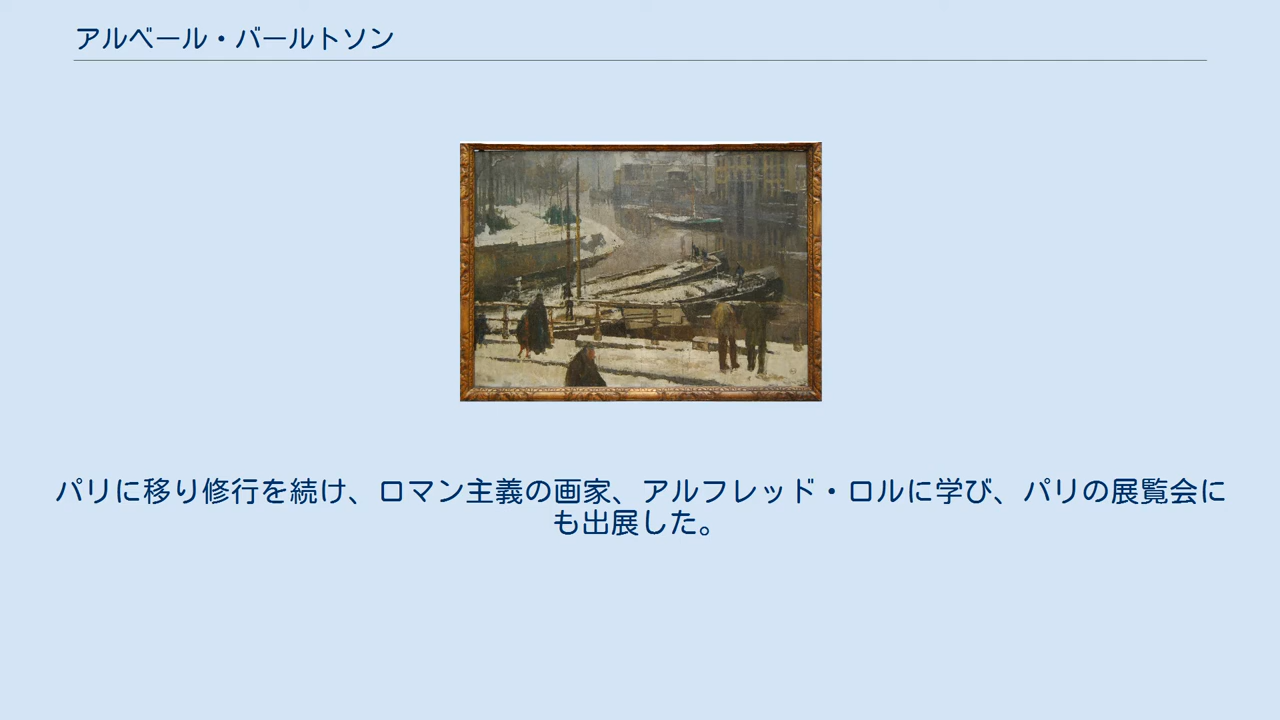 アルベール・バールトソン
パリに移り修行を続け、ロマン主義の画家、アルフレッド・ロルに学び、パリの展覧会に
も出展した。